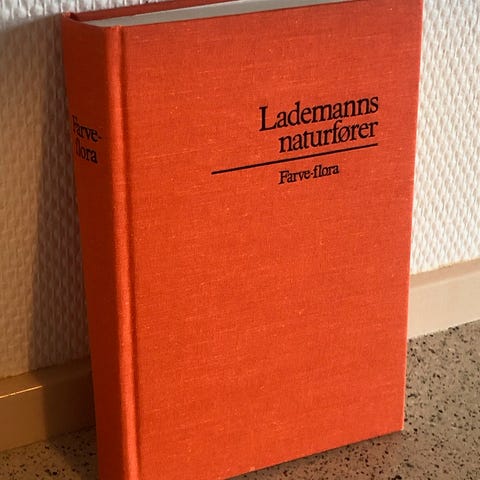 Lademanns
naturfører
Farve-flora
Farve-
flora